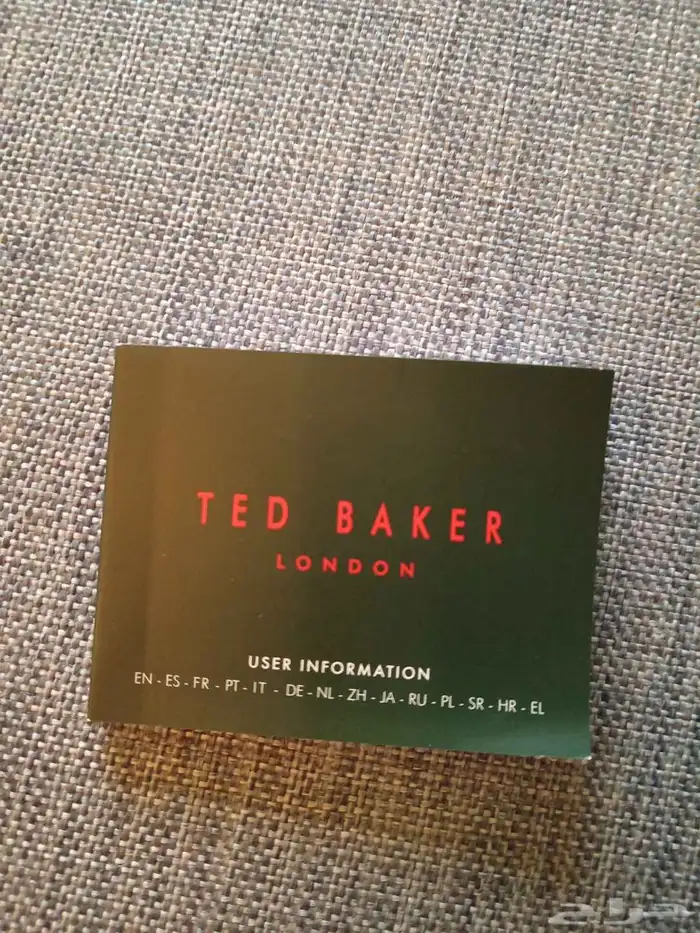 TED BAKER
LONDON
USER INFORMATION
EN - ES - FR - PT - IT - DE - NL - ZH - JA - RU - PL - SR - HR - EL
حراج